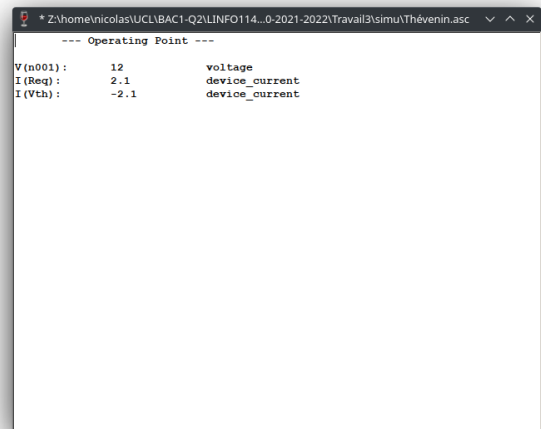 * Z:\home\nicolas\UCL\BAC1-Q2\LINFO114...0-2021-2022\Travail3\simu\Thévenin.asc
--- Operating Point ---
V(n001): 12 voltage
I(Req): 2.1 device_current
I(Vth): -2.1 device_current